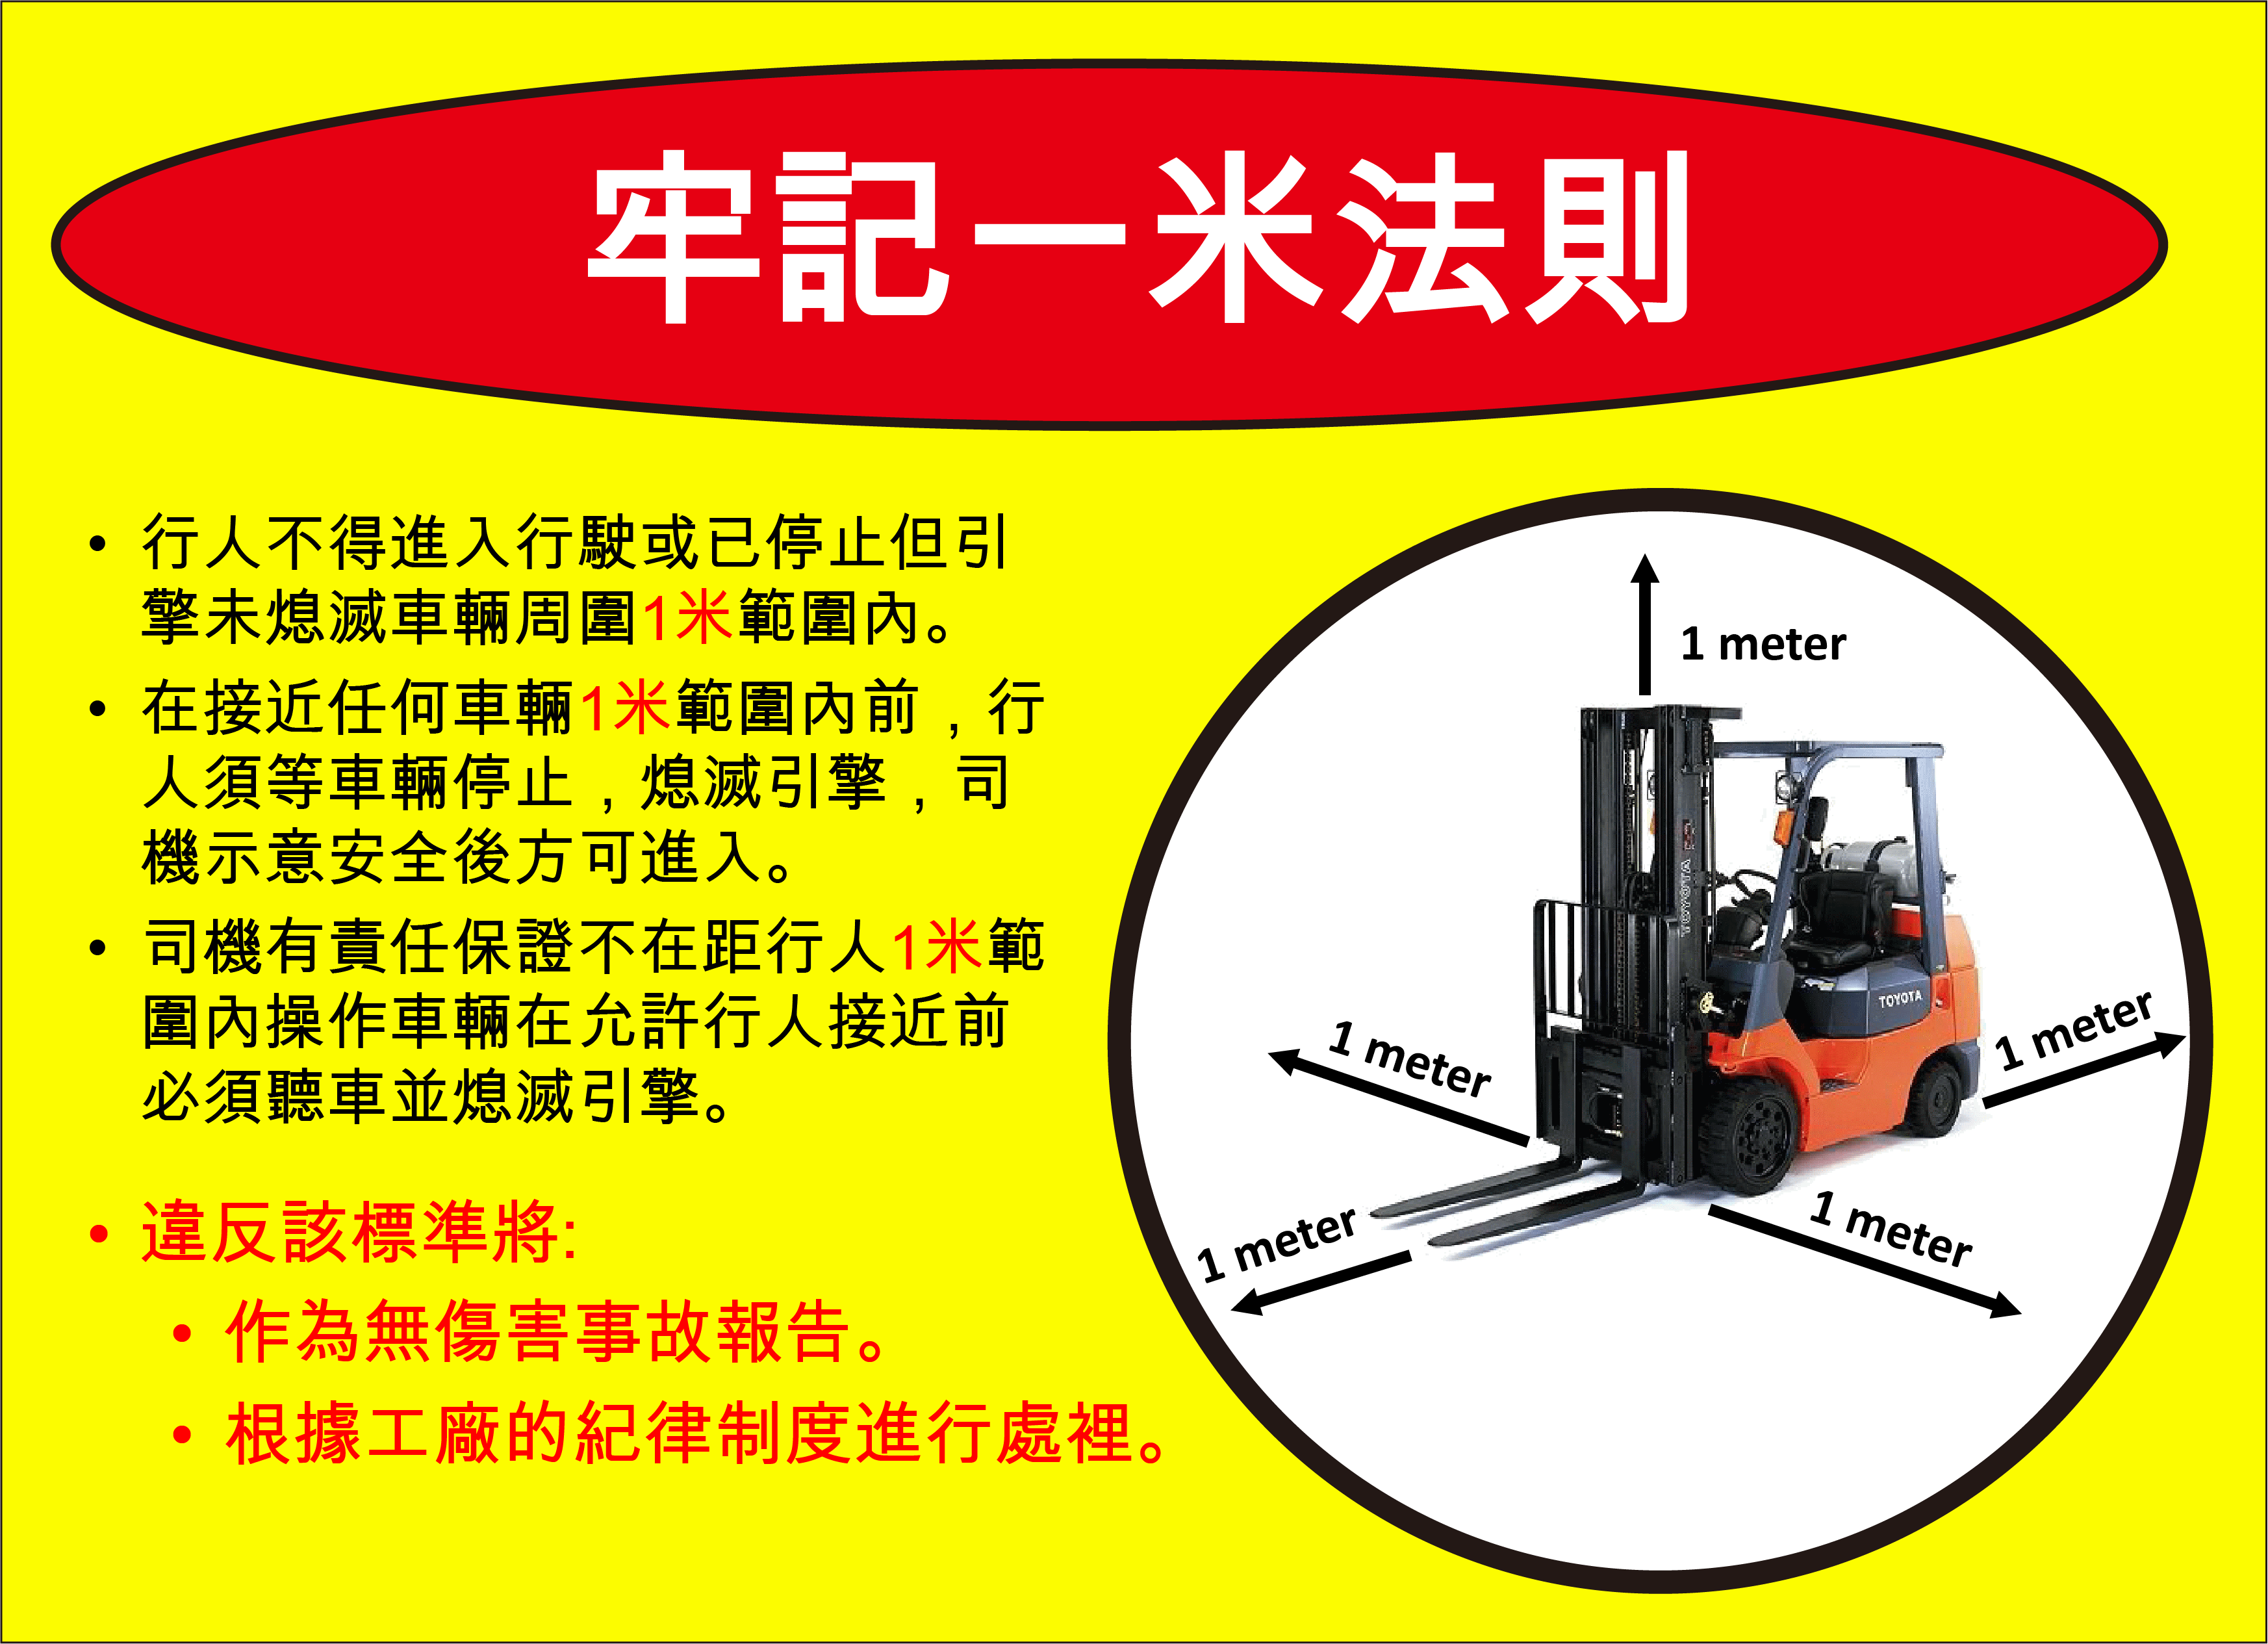 牢記一米法則
• 行人不得進入行駛或已停止但引
擎未熄滅車輛周圍1米範圍內。
• 在接近任何車輛1米範圍內前，行
人須等車輛停止，熄滅引擎，司
機示意安全後方可進入。
• 司機有責任保證不在距行人1米範
圍內操作車輛在允許行人接近前
必須聽車並熄滅引擎。
• 違反該標準將:
• 作為無傷害事故報告。
• 根據工廠的紀律制度進行處裡。
1 meter
TOYOTA
TOYOTA
1 meter
1 meter
1 meter
1 meter